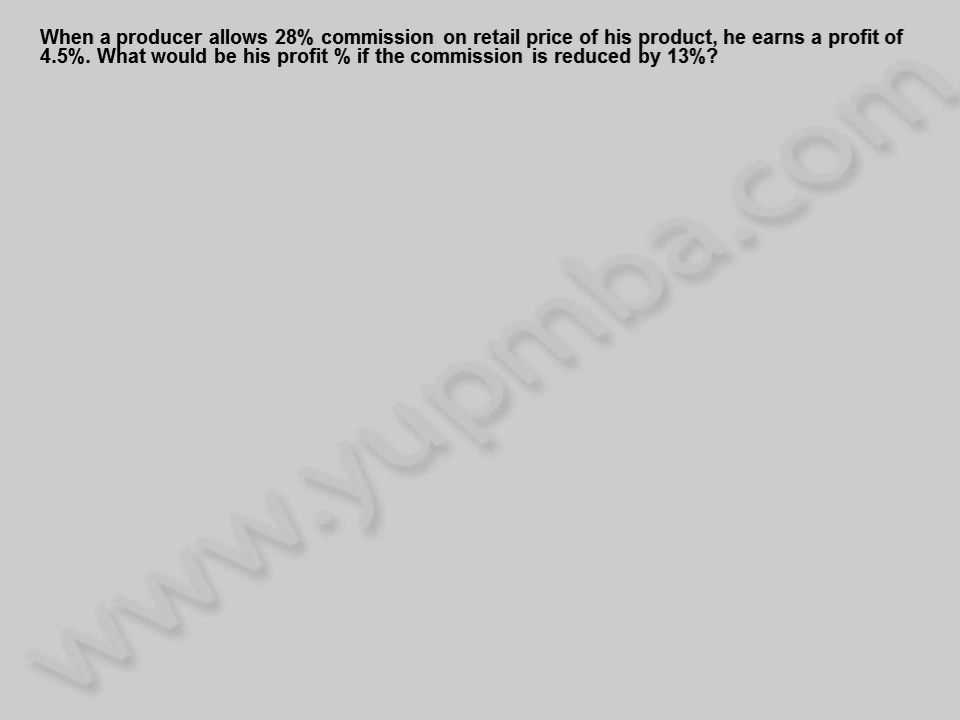 When a producer allows 28% commission on retail price of his product, he earns a profit of
4.5%. What would be his profit % if the commission is reduced by 13%?
www.yupmba.com